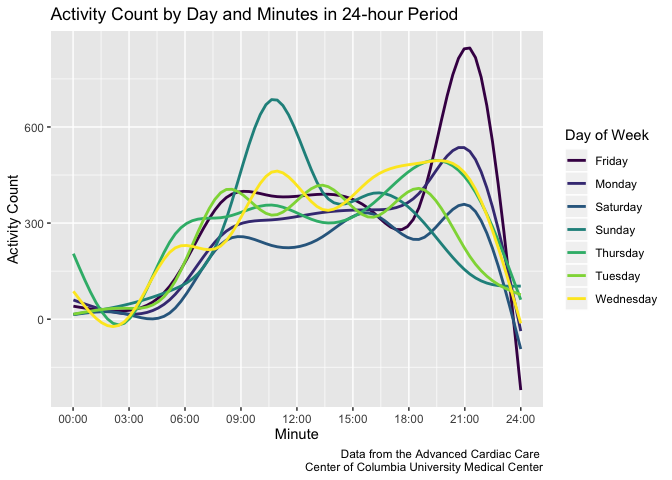 Activity Count by Day and Minutes in 24-hour Period
Activity Count
600
300
0
00:00 03:00 06:00 09:00 12:00 15:00 18:00 21:00 24:00
Minute
Day of Week
Friday
Monday
Saturday
Sunday
Thursday
Tuesday
Wednesday
Data from the Advanced Cardiac Care
Center of Columbia University Medical Center